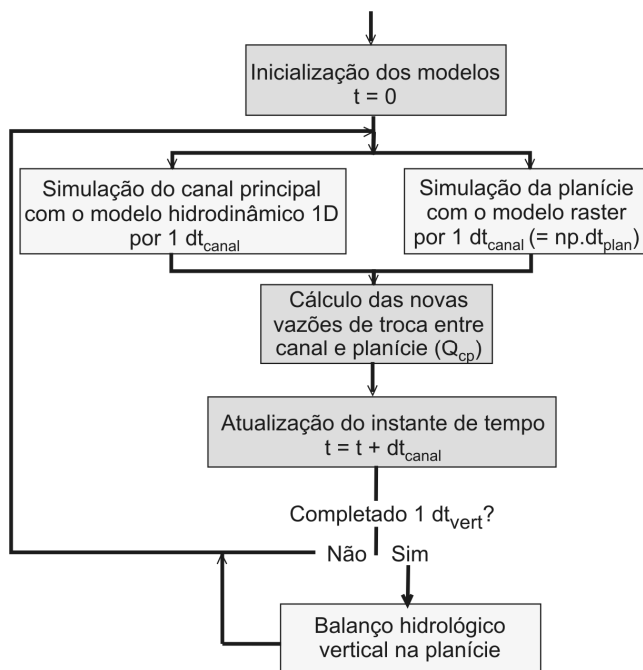 Inicialização dos modelos
t = 0
Simulação do canal principal
com o modelo hidrodinâmico 1D
por 1 dtcanal
Simulação da planície
com o modelo raster
por 1 dtcanal (= np.dtplan)
Cálculo das novas
vazões de troca entre
canal e planície (Qcp)
Atualização do instante de tempo
t = t + dtcanal
Completado 1 dtvert?
Não Sim
Balanço hidrológico
vertical na planície